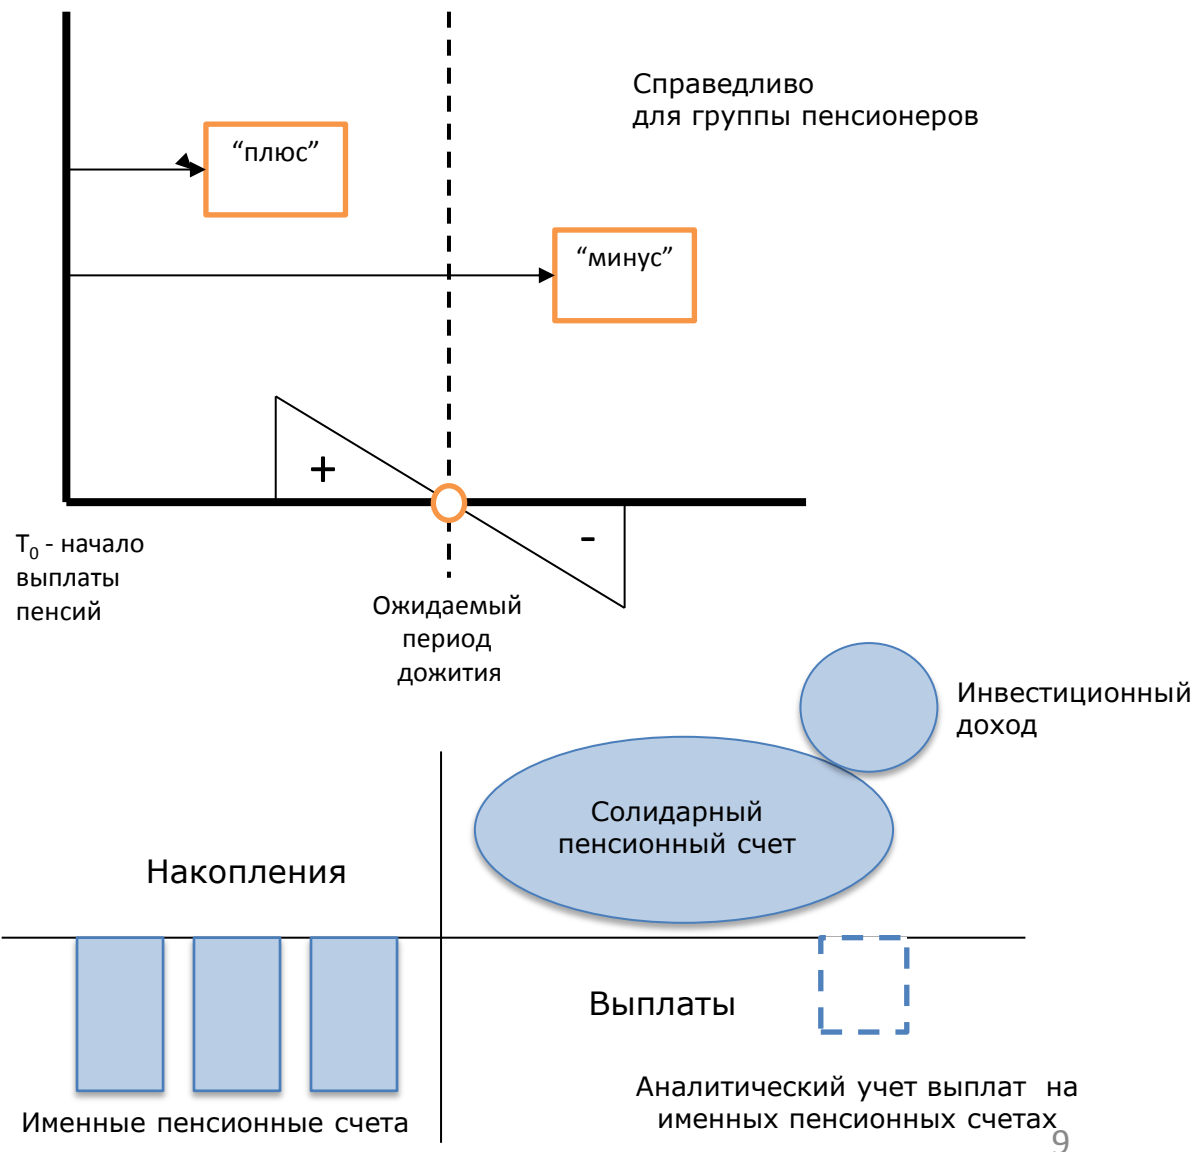 Справедливо
для группы пенсионеров
“плюс”
“минус”
+
-
T₀ - начало
выплаты
пенсий
Ожидаемый
период
дожития
Инвестиционный
доход
Солидарный
пенсионный счет
Накопления
Выплаты
Именные пенсионные счета
Аналитический учет выплат на
именных пенсионных счетах
9